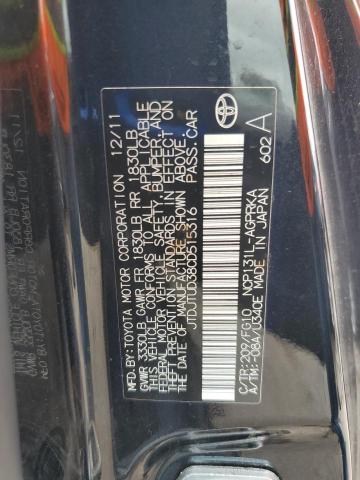 MFD.BY:TOYOTA MOTOR CORPORATION 12/11
GVWR 3330LB GAWR FR 1830LB RR 1830LB
THIS VEHICLE CONFORMS TO ALL APPLICABLE
FEDERAL MOTOR VEHICLE SAFETY, BUMPER, AND
THEFT PREVENTION STANDARDS IN EFFECT ON
THE DATE OF MANUFACTURE SHOWN ABOVE.
JTDJTUD38CD515316 PASS.CAR
C/TR:209/FG10 NCP131L-AGPRKA
A/TM:-08A/U340E MADE IN JAPAN
602 A